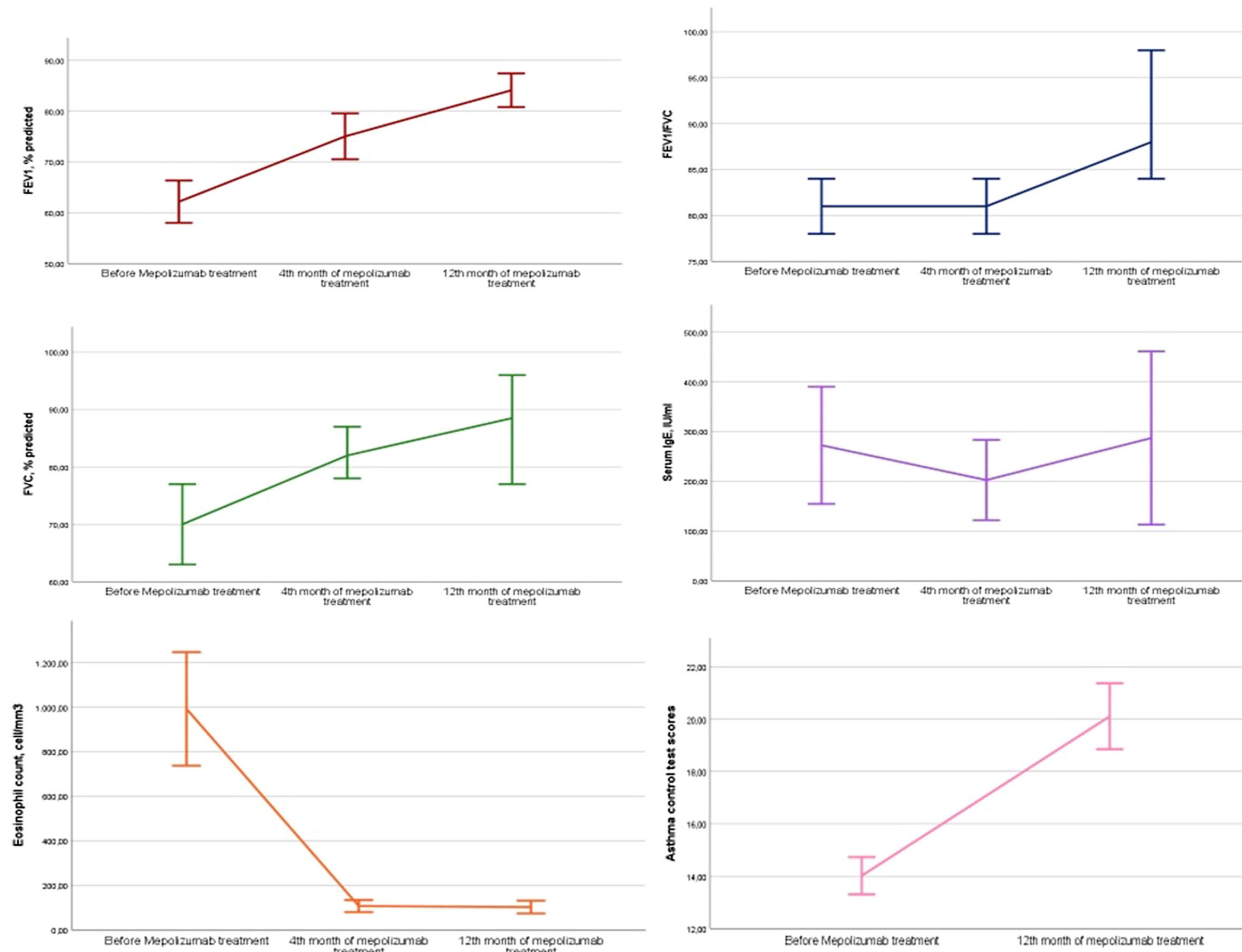 FEV1, % predicted
90,00
80,00
70,00
60,00
50,00
Before Mepolizumab treatment
4th month of mepolizumab
treatment
12th month of mepolizumab
treatment
FEV1/FVC
100,00
95,00
90,00
85,00
80,00
75,00
Before Mepolizumab treatment
4th month of mepolizumab
treatment
12th month of mepolizumab
treatment
FVC, % predicted
100,00
90,00
80,00
70,00
60,00
Before Mepolizumab treatment
4th month of mepolizumab
treatment
12th month of mepolizumab
treatment
Serum IgE, IU/ml
500,00
400,00
300,00
200,00
100,00
0,00
Before Mepolizumab treatment
4th month of mepolizumab
treatment
12th month of mepolizumab
treatment
Eosinophil count, cell/mm3
1.200,00
1.000,00
800,00
600,00
400,00
200,00
0,00
Before Mepolizumab treatment
4th month of mepolizumab
treatment
12th month of mepolizumab
treatment
Asthma control test scores
22,00
20,00
18,00
16,00
14,00
12,00
Before Mepolizumab treatment
12th month of mepolizumab treatment